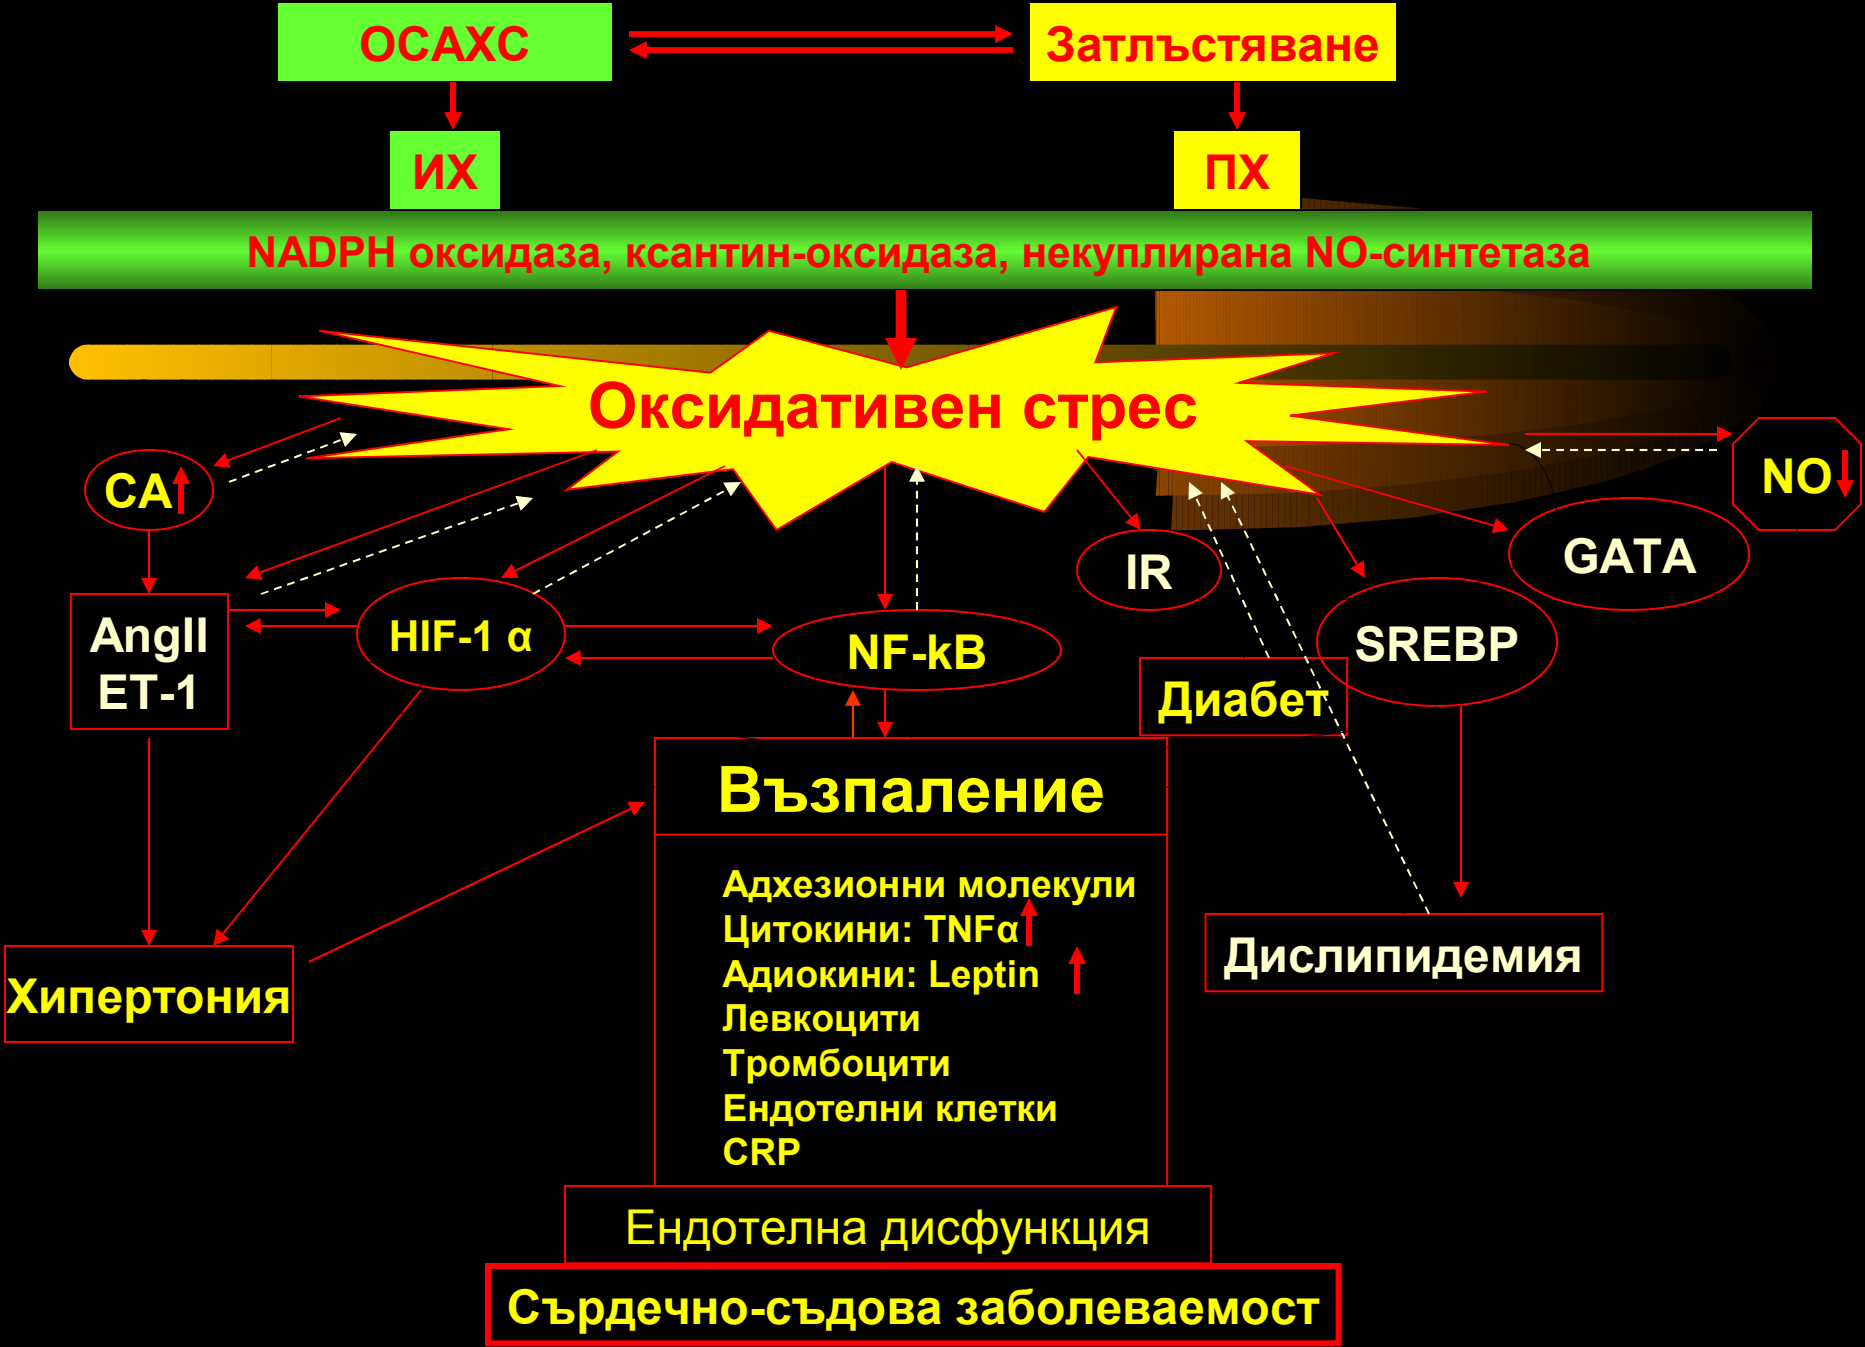 ОСАХС
Затлъстяване
ИХ
ПХ
NADPH оксидаза, ксантин-оксидаза, некуплирана NO-синтетаза
Оксидативен стрес
CA
NO
GATA
IR
AngII
ET-1
HIF-1 α
NF-kB
SREBP
Диабет
Възпаление
Адхезионни молекули
Цитокини: TNFα
Адиокини: Leptin
Левкоцити
Тромбоцити
Ендотелни клетки
CRP
Дислипидемия
Хипертония
Ендотелна дисфункция
Сърдечно-съдова заболеваемост